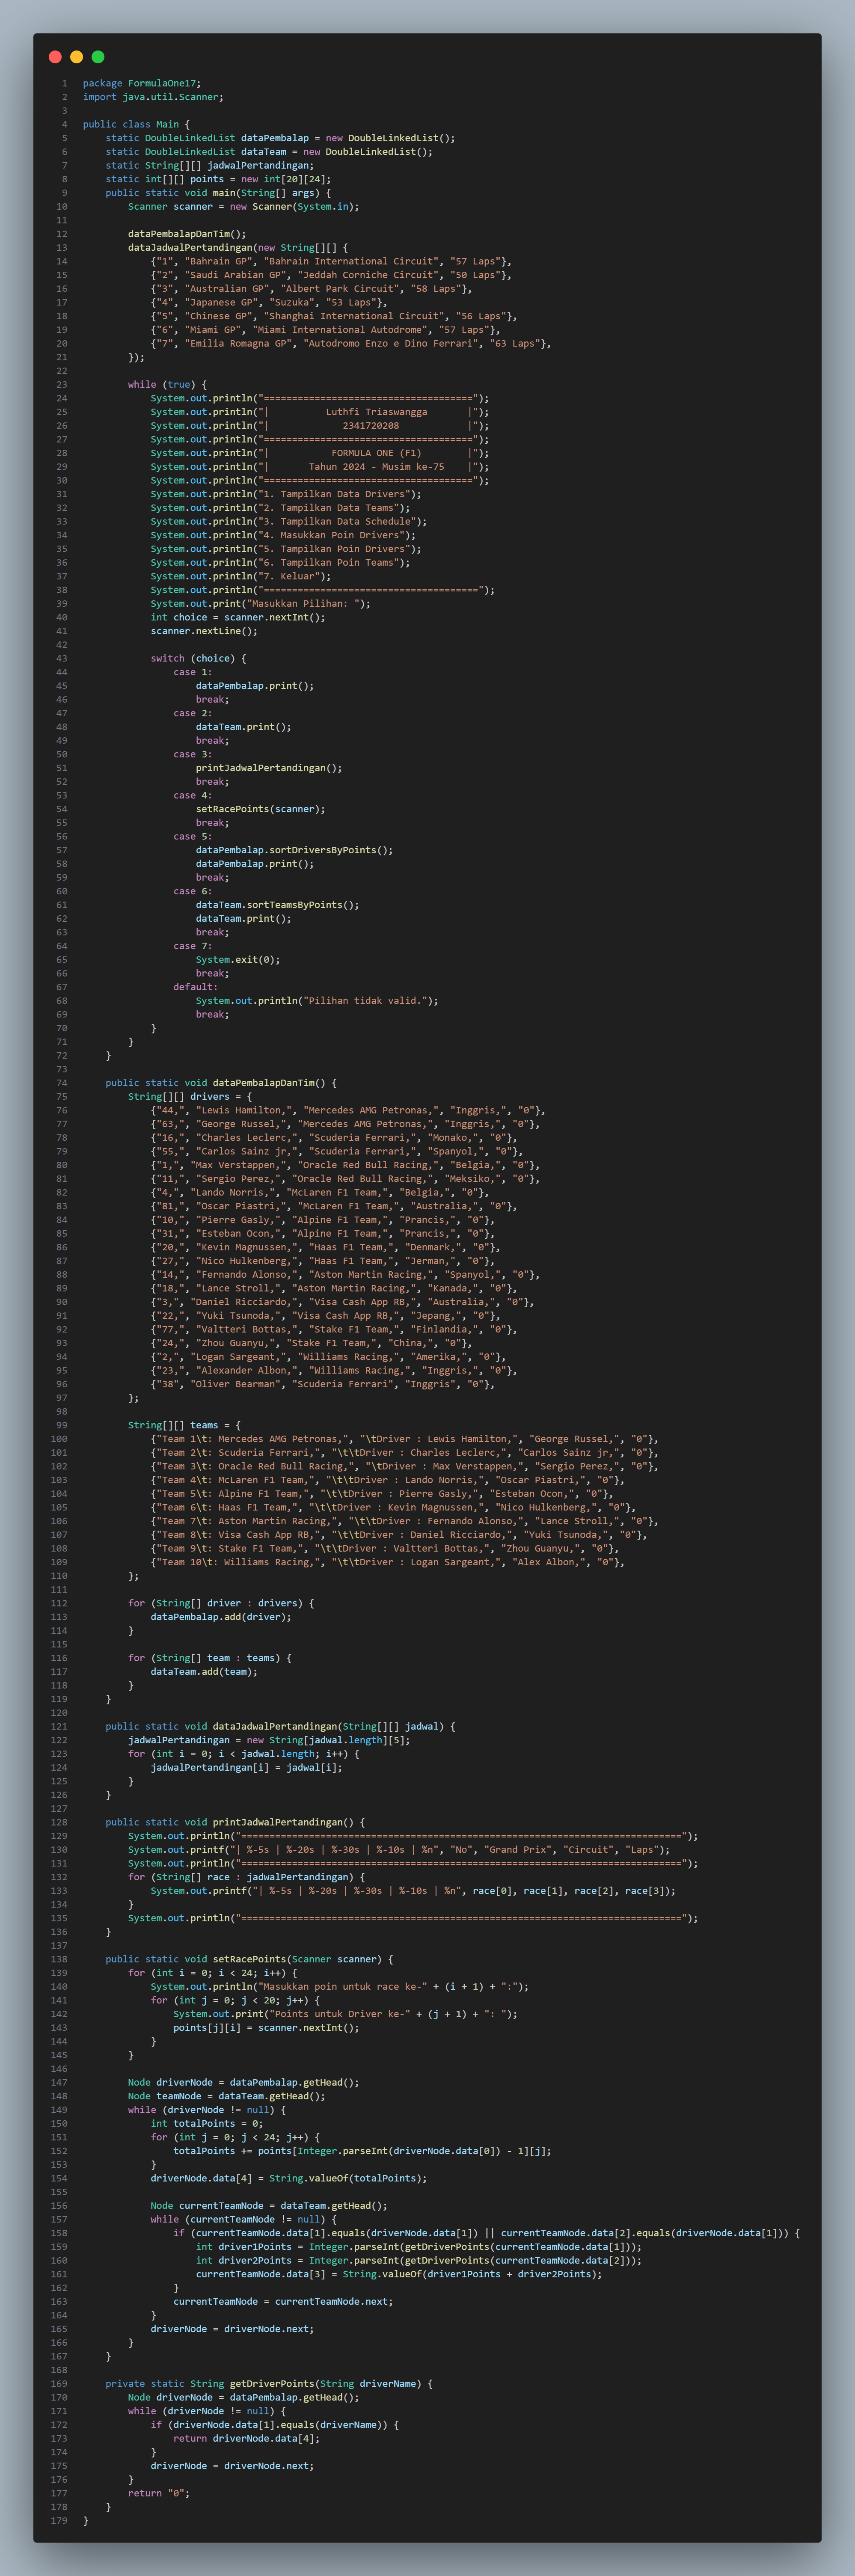 1 package FormulaOne17;
2 import java.util.Scanner;
3
4 public class Main {
5     static DoubleLinkedList dataPembalap = new DoubleLinkedList();
6     static DoubleLinkedList dataTeam = new DoubleLinkedList();
7     static String[][] jadwalPertandingan;
8     static int[][] points = new int[20][24];
9     public static void main(String[] args) {
10         Scanner scanner = new Scanner(System.in);
11
12         dataPembalapDanTim();
13         dataJadwalPertandingan(new String[][] {
14             {"1", "Bahrain GP", "Bahrain International Circuit", "57 Laps"},
15             {"2", "Saudi Arabian GP", "Jeddah Corniche Circuit", "50 Laps"},
16             {"3", "Australian GP", "Albert Park Circuit", "58 Laps"},
17             {"4", "Japanese GP", "Suzuka", "53 Laps"},
18             {"5", "Chinese GP", "Shanghai International Circuit", "56 Laps"},
19             {"6", "Miami GP", "Miami International Autodrome", "57 Laps"},
20             {"7", "Emilia Romagna GP", "Autodromo Enzo e Dino Ferrari", "63 Laps"},
21         });
22
23         while (true) {
24             System.out.println("=====================================");
25             System.out.println("|          Luthfi Triaswangga       |");
26             System.out.println("|             2341720208            |");
27             System.out.println("=====================================");
28             System.out.println("|           FORMULA ONE (F1)        |");
29             System.out.println("|       Tahun 2024 - Musim ke-75    |");
30             System.out.println("=====================================");
31             System.out.println("1. Tampilkan Data Drivers");
32             System.out.println("2. Tampilkan Data Teams");
33             System.out.println("3. Tampilkan Data Schedule");
34             System.out.println("4. Masukkan Poin Drivers");
35             System.out.println("5. Tampilkan Poin Drivers");
36             System.out.println("6. Tampilkan Poin Teams");
37             System.out.println("7. Keluar");
38             System.out.println("======================================");
39             System.out.print("Masukkan Pilihan: ");
40             int choice = scanner.nextInt();
41             scanner.nextLine();
42
43             switch (choice) {
44                 case 1:
45                     dataPembalap.print();
46                     break;
47                 case 2:
48                     dataTeam.print();
49                     break;
50                 case 3:
51                     printJadwalPertandingan();
52                     break;
53                 case 4:
54                     setRacePoints(scanner);
55                     break;
56                 case 5:
57                     dataPembalap.sortDriversByPoints();
58                     dataPembalap.print();
59                     break;
60                 case 6:
61                     dataTeam.sortTeamsByPoints();
62                     dataTeam.print();
63                     break;
64                 case 7:
65                     System.exit(0);
66                     break;
67                 default:
68                     System.out.println("Pilihan tidak valid.");
69                     break;
70             }
71         }
72     }
73
74     public static void dataPembalapDanTim() {
75         String[][] drivers = {
76             {"44,", "Lewis Hamilton,", "Mercedes AMG Petronas,", "Inggris,", "0"},
77             {"63,", "George Russel,", "Mercedes AMG Petronas,", "Inggris,", "0"},
78             {"16,", "Charles Leclerc,", "Scuderia Ferrari,", "Monako,", "0"},
79             {"55,", "Carlos Sainz jr,", "Scuderia Ferrari,", "Spanyol,", "0"},
80             {"1,", "Max Verstappen,", "Oracle Red Bull Racing,", "Belgia,", "0"},
81             {"11,", "Sergio Perez,", "Oracle Red Bull Racing,", "Meksiko,", "0"},
82             {"4,", "Lando Norris,", "McLaren F1 Team,", "Belgia,", "0"},
83             {"81,", "Oscar Piastri,", "McLaren F1 Team,", "Australia,", "0"},
84             {"10,", "Pierre Gasly,", "Alpine F1 Team,", "Prancis,", "0"},
85             {"31,", "Esteban Ocon,", "Alpine F1 Team,", "Prancis,", "0"},
86             {"20,", "Kevin Magnussen,", "Haas F1 Team,", "Denmark,", "0"},
87             {"27,", "Nico Hulkenberg,", "Haas F1 Team,", "Jerman,", "0"},
88             {"14,", "Fernando Alonso,", "Aston Martin Racing,", "Spanyol,", "0"},
89             {"18,", "Lance Stroll,", "Aston Martin Racing,", "Kanada,", "0"},
90             {"3,", "Daniel Ricciardo,", "Visa Cash App RB,", "Australia,", "0"},
91             {"22,", "Yuki Tsunoda,", "Visa Cash App RB,", "Jepang,", "0"},
92             {"77,", "Valtteri Bottas,", "Stake F1 Team,", "Finlandia,", "0"},
93             {"24,", "Zhou Guanyu,", "Stake F1 Team,", "China,", "0"},
94             {"2,", "Logan Sargeant,", "Williams Racing,", "Amerika,", "0"},
95             {"23,", "Alexander Albon,", "Williams Racing,", "Inggris,", "0"},
96             {"38", "Oliver Bearman", "Scuderia Ferrari", "Inggris", "0"},
97         };
98
99         String[][] teams = {
100             {"Team 1\t: Mercedes AMG Petronas,", "\tDriver : Lewis Hamilton,", "George Russel,", "0"},
101             {"Team 2\t: Scuderia Ferrari,", "\t\tDriver : Charles Leclerc,", "Carlos Sainz jr,", "0"},
102             {"Team 3\t: Oracle Red Bull Racing,", "\tDriver : Max Verstappen,", "Sergio Perez,", "0"},
103             {"Team 4\t: McLaren F1 Team,", "\t\tDriver : Lando Norris,", "Oscar Piastri,", "0"},
104             {"Team 5\t: Alpine F1 Team,", "\t\tDriver : Pierre Gasly,", "Esteban Ocon,", "0"},
105             {"Team 6\t: Haas F1 Team,", "\t\tDriver : Kevin Magnussen,", "Nico Hulkenberg,", "0"},
106             {"Team 7\t: Aston Martin Racing,", "\t\tDriver : Fernando Alonso,", "Lance Stroll,", "0"},
107             {"Team 8\t: Visa Cash App RB,", "\t\tDriver : Daniel Ricciardo,", "Yuki Tsunoda,", "0"},
108             {"Team 9\t: Stake F1 Team,", "\t\tDriver : Valtteri Bottas,", "Zhou Guanyu,", "0"},
109             {"Team 10\t: Williams Racing,", "\t\tDriver : Logan Sargeant,", "Alex Albon,", "0"},
110         };
111
112         for (String[] driver : drivers) {
113             dataPembalap.add(driver);
114         }
115
116         for (String[] team : teams) {
117             dataTeam.add(team);
118         }
119     }
120
121     public static void dataJadwalPertandingan(String[][] jadwal) {
122         jadwalPertandingan = new String[jadwal.length][5];
123         for (int i = 0; i < jadwal.length; i++) {
124             jadwalPertandingan[i] = jadwal[i];
125         }
126     }
127
128     public static void printJadwalPertandingan() {
129         System.out.println("==============================================================================");
130         System.out.printf("| %-5s | %-20s | %-30s | %-10s | %n", "No", "Grand Prix", "Circuit", "Laps");
131         System.out.println("==============================================================================");
132         for (String[] race : jadwalPertandingan) {
133             System.out.printf("| %-5s | %-20s | %-30s | %-10s | %n", race[0], race[1], race[2], race[3]);
134         }
135         System.out.println("==============================================================================");
136     }
137
138     public static void setRacePoints(Scanner scanner) {
139         for (int i = 0; i < 24; i++) {
140             System.out.println("Masukkan poin untuk race ke-" + (i + 1) + ":");
141             for (int j = 0; j < 20; j++) {
142                 System.out.print("Points untuk Driver ke-" + (j + 1) + ": ");
143                 points[j][i] = scanner.nextInt();
144             }
145         }
146
147         Node driverNode = dataPembalap.getHead();
148         Node teamNode = dataTeam.getHead();
149         while (driverNode != null) {
150             int totalPoints = 0;
151             for (int j = 0; j < 24; j++) {
152                 totalPoints += points[Integer.parseInt(driverNode.data[0]) - 1][j];
153             }
154             driverNode.data[4] = String.valueOf(totalPoints);
155
156             Node currentTeamNode = dataTeam.getHead();
157             while (currentTeamNode != null) {
158                 if (currentTeamNode.data[1].equals(driverNode.data[1]) || currentTeamNode.data[2].equals(driverNode.data[1])) {
159                     int driver1Points = Integer.parseInt(getDriverPoints(currentTeamNode.data[1]));
160                     int driver2Points = Integer.parseInt(getDriverPoints(currentTeamNode.data[2]));
161                     currentTeamNode.data[3] = String.valueOf(driver1Points + driver2Points);
162                 }
163                 currentTeamNode = currentTeamNode.next;
164             }
165             driverNode = driverNode.next;
166         }
167     }
168
169     private static String getDriverPoints(String driverName) {
170         Node driverNode = dataPembalap.getHead();
171         while (driverNode != null) {
172             if (driverNode.data[1].equals(driverName)) {
173                 return driverNode.data[4];
174             }
175             driverNode = driverNode.next;
176         }
177         return "0";
178     }
179 }